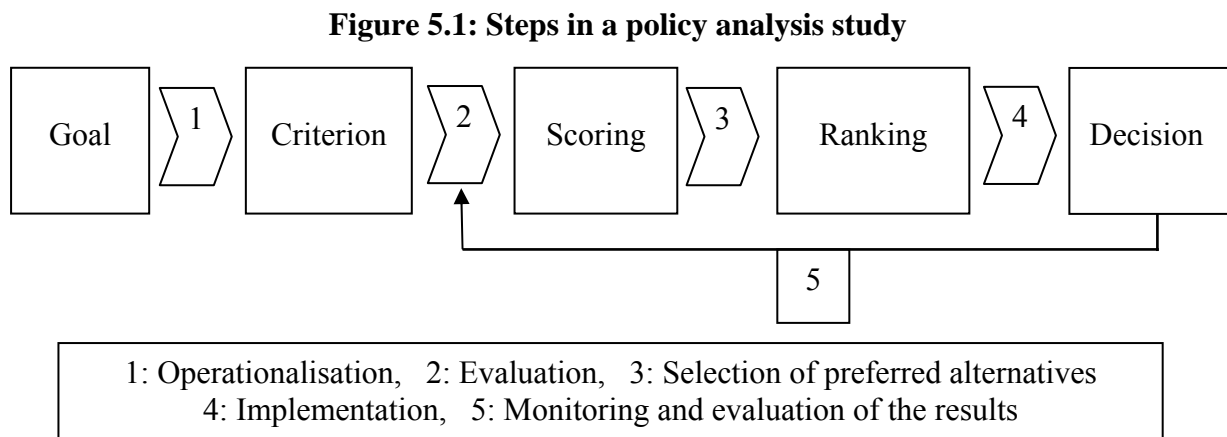 Figure 5.1: Steps in a policy analysis study
Goal 1 Criterion 2 Scoring 3 Ranking 4 Decision
5
1: Operationalisation, 2: Evaluation, 3: Selection of preferred alternatives
4: Implementation, 5: Monitoring and evaluation of the results